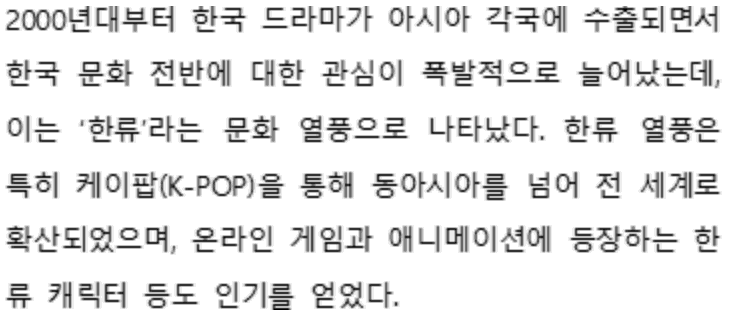 2000년대부터 한국 드라마가 아시아 각국에 수출되면서
한국 문화 전반에 대한 관심이 폭발적으로 늘어났는데,
이는 '한류'라는 문화 열풍으로 나타났다. 한류 열풍은
특히 케이팝(K-POP)을 통해 동아시아를 넘어 전 세계로
확산되었으며, 온라인 게임과 애니메이션에 등장하는 한
류 캐릭터 등도 인기를 얻었다.